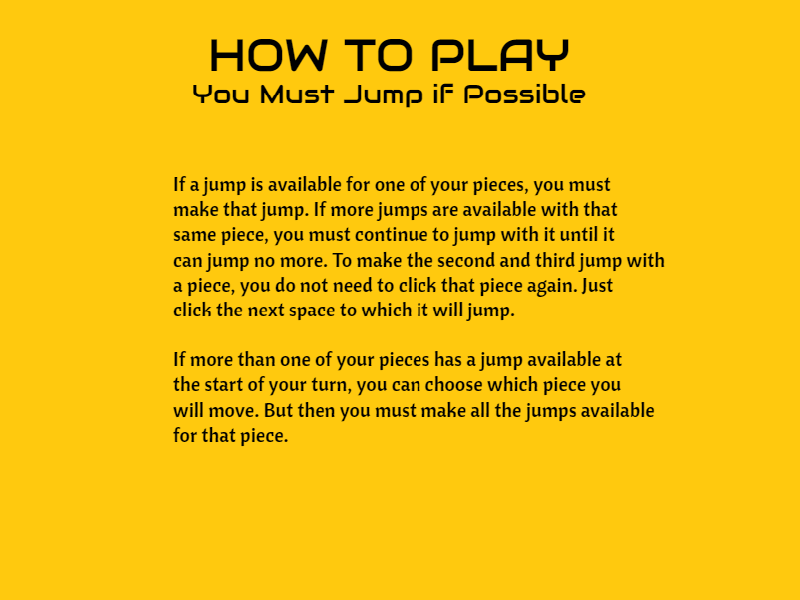 HOW TO PLAY
You Must Jump if Possible
If a jump is available for one of your pieces, you must
make that jump. If more jumps are available with that
same piece, you must continue to jump with it until it
can jump no more. To make the second and third jump with
a piece, you do not need to click that piece again. Just
click the next space to which it will jump.
If more than one of your pieces has a jump available at
the start of your turn, you can choose which piece you
will move. But then you must make all the jumps available
for that piece.